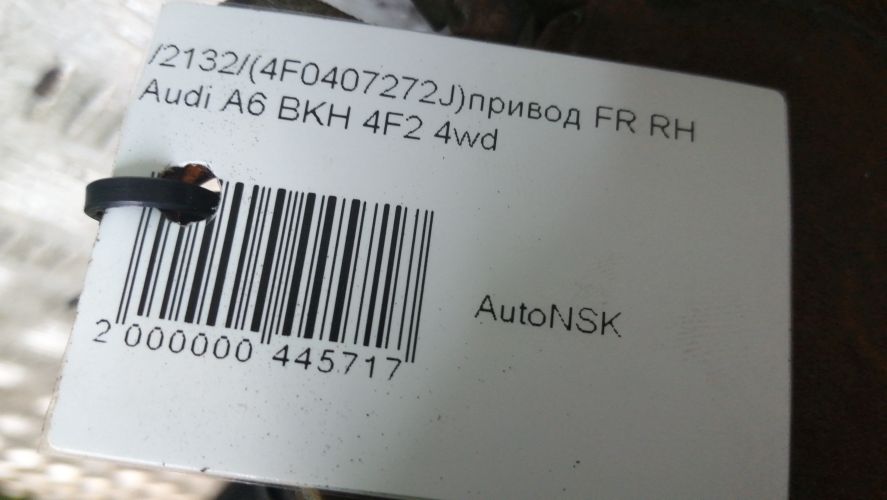 /2132/(4F0407272J)привод FR RH
Audi A6 BKH 4F2 4wd
AutoNSK
2 000000 445717